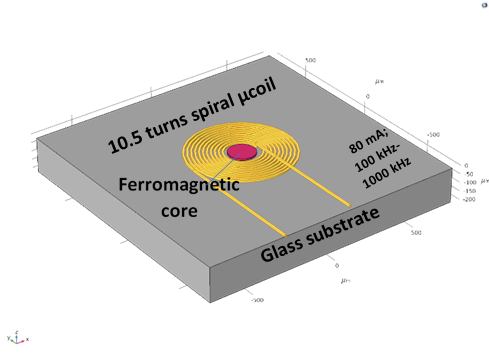 500
μm
0
10.5 turns spiral μcoil
-500
80 mA;
100 kHz-
1000 kHz
0
-50
-100
-150
-200
Ferromagnetic
core
Glass substrate
500
0
-500
z
y
x